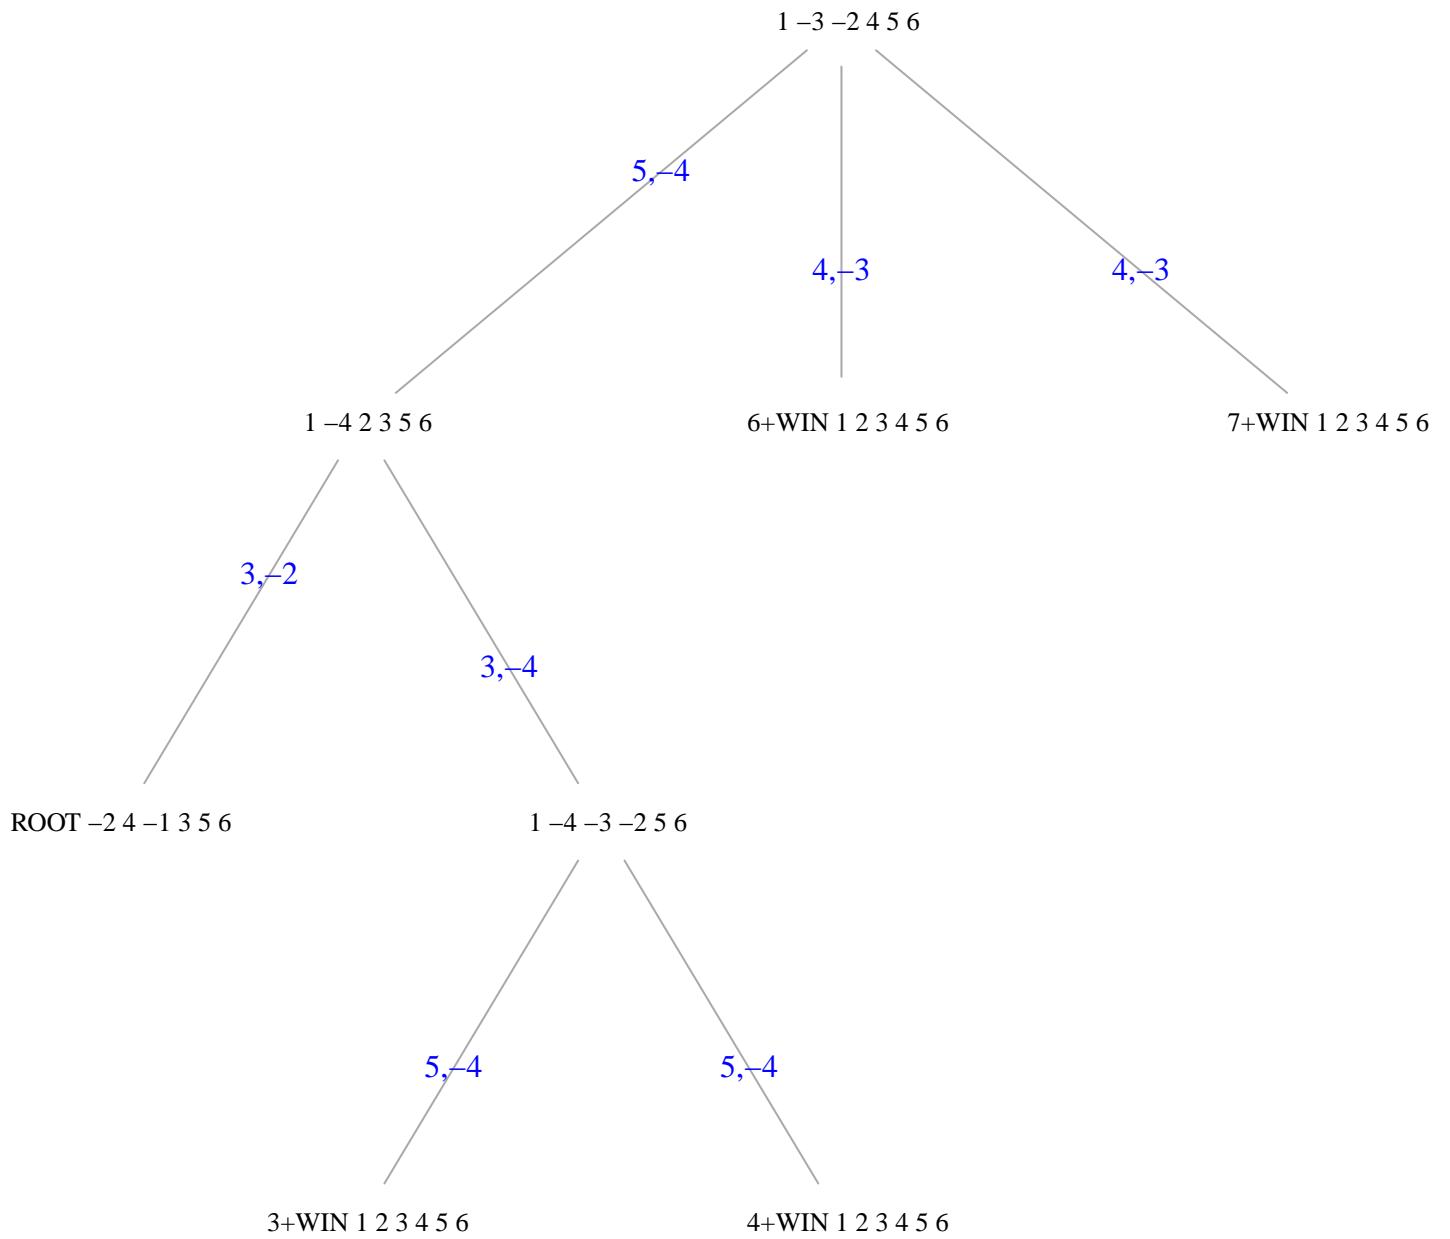 1 –3 –2 4 5 6
5,–4
4,–3
4,–3
1 –4 2 3 5 6
6+WIN 1 2 3 4 5 6
7+WIN 1 2 3 4 5 6
3,–2
3,–4
ROOT –2 4 –1 3 5 6
1 –4 –3 –2 5 6
5,–4
5,–4
3+WIN 1 2 3 4 5 6
4+WIN 1 2 3 4 5 6